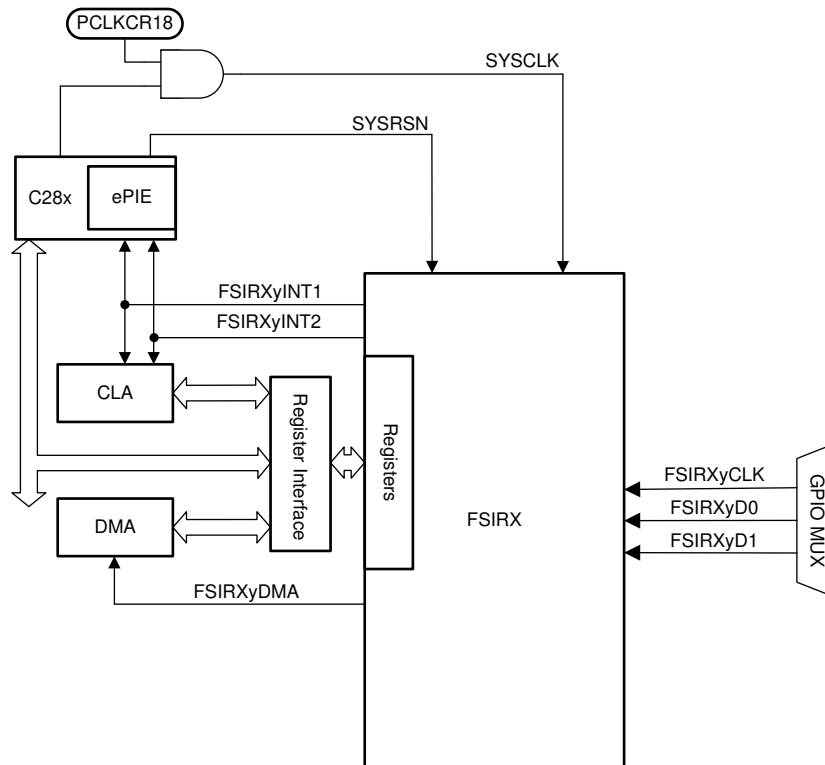 PCLKCR18
SYSCLK
SYSRSN
C28x
ePIE
FSIRXyINT1
FSIRXyINT2
CLA
Register Interface
Registers
FSIRX
FSIRXyCLK
FSIRXyD0
FSIRXyD1
GPIO MUX
DMA
FSIRXyDMA